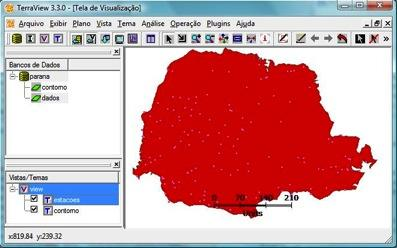 TerraView 3.3.0 - [Tela de Visualização]
Arquivo Exibir Plano Vista Tema Análise Operação Plugins Ajuda
Bancos de Dados
parana
contorno
dados
Vistas/Temas
view
estacoes
contorno
0 70 140 210
x:819.84 y:239.32